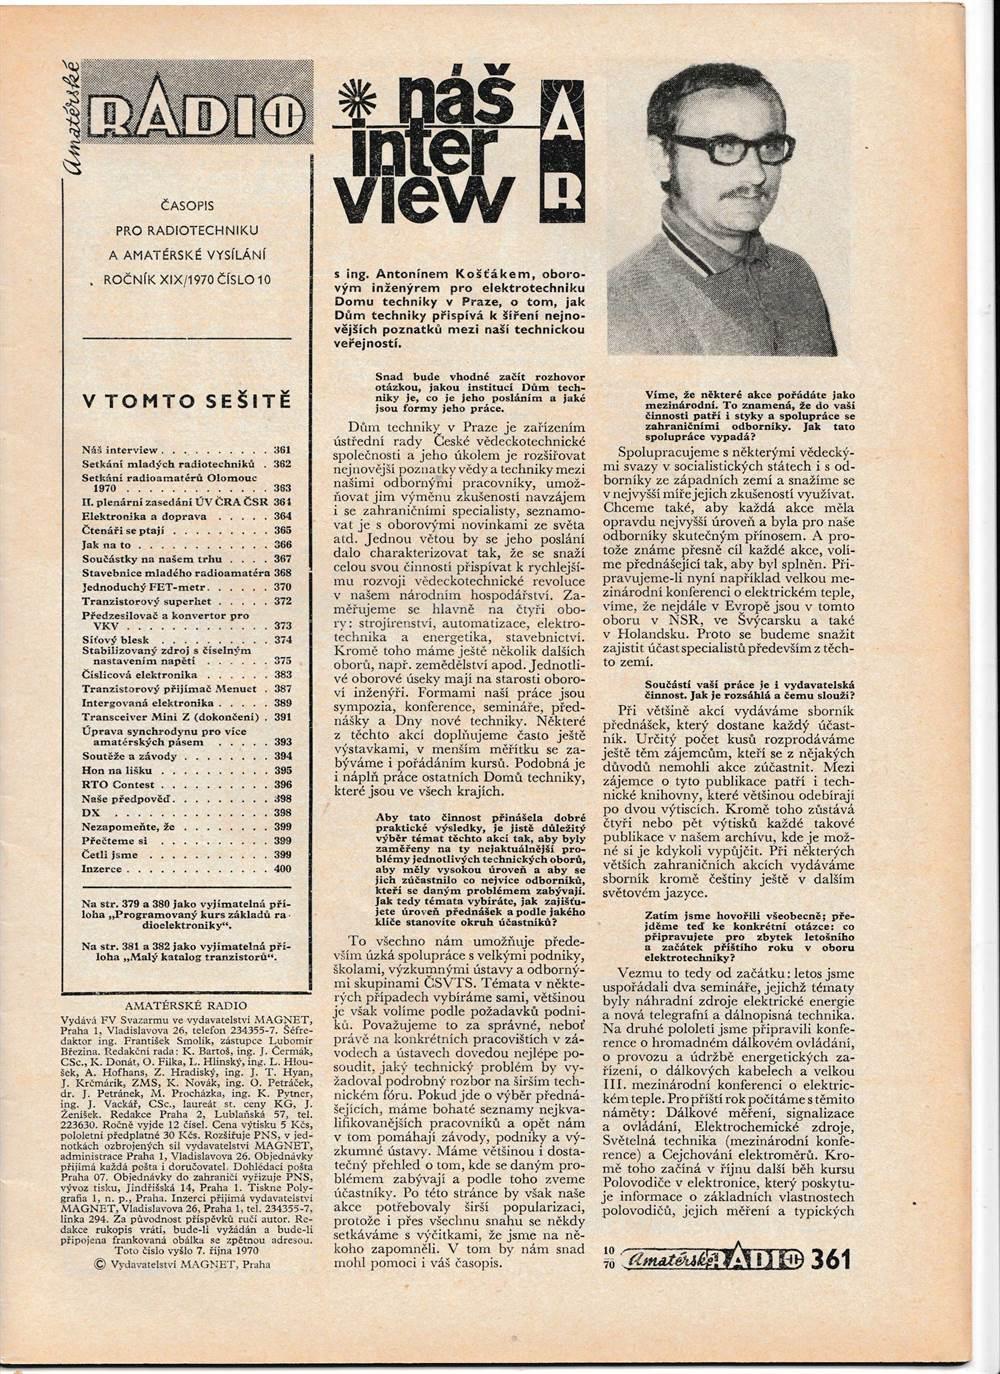 Amatérské
RADIO
ČASOPIS
PRO RADIOTECHNIKU
A AMATÉRSKÉ VYSÍLÁNÍ
ROČNÍK XIX/1970 ČÍSLO 10
V TOMTO SEŠITĚ
Náš interview . . . . . . . . . . 361
Setkání mladých radiotechniků . 362
Setkání radioamatérů Olomouc
1970 . . . . . . . . . . . . . . 363
II. plenární zasedání ÚV ČRA ČSR 364
Elektronika a doprava . . . . . 364
Čtenáři se ptají . . . . . . . . . 365
Jak na to . . . . . . . . . . . . 366
Součástky na našem trhu . . . . 367
Stavebnice mladého radioamatéra 368
Jednoduchý FET-metr. . . . . . 370
Tranzistorový superhet . . . . . 372
Předzesilovač a konvertor pro
VKV . . . . . . . . . . . . . . 373
Síťový blesk . . . . . . . . . . 374
Stabilizovaný zdroj s číselným
nastavením napětí . . . . . . 375
Číslicová elektronika . . . . . . 383
Tranzistorový přijímač Menuet . 387
Intergovaná elektronika . . . . . 389
Transceiver Mini Z (dokončení) . 391
Úprava synchrodynu pro více
amatérských pásem . . . . . 393
Soutěže a závody . . . . . . . . 394
Hon na lišku . . . . . . . . . . 395
RTO Contest . . . . . . . . . . 396
Naše předpověď. . . . . . . . . 398
DX . . . . . . . . . . . . . . . 398
Nezapomeňte, že . . . . . . . . 399
Přečteme si . . . . . . . . . . 399
Četli jsme . . . . . . . . . . . 399
Inzerce . . . . . . . . . . . . . 400
Na str. 379 a 380 jako vyjímatelná pří-
loha „Programovaný kurs základů ra-
dioelektroniky“.
Na str. 381 a 382 jako vyjímatelná pří-
loha „Malý katalog tranzistorů“.
AMATÉRSKÉ RADIO
Vydává FV Svazarmu ve vydavatelství MAGNET,
Praha 1, Vladislavova 26, telefon 234355-7. Šéfre-
daktor ing. František Smolík, zástupce Lubomír
Březina. Redakční rada: K. Bartoš, ing. J. Čermák,
CSc., K. Donát, O. Filka, L. Hlinský, ing. L. Hlou-
šek, A. Hofhans, Z. Hradiský, ing. J. T. Hyan,
J. Krčmárik, ZMS, K. Novák, ing. O. Petráček,
dr. J. Petránek, M. Procházka, ing. K. Pytner,
ing. J. Vackář, CSc., laureát st. ceny KG, J.
Ženíšek. Redakce Praha 2, Lublaňská 57, tel.
223630. Ročně vyjde 12 čísel. Cena výtisku 5 Kčs,
pololetní předplatné 30 Kčs. Rozšiřuje PNS, v jed-
notkách ozbrojených sil vydavatelství MAGNET,
administrace Praha 1, Vladislavova 26. Objednávky
přijímá každá pošta i doručovatel. Dohlédací pošta
Praha 07. Objednávky do zahraničí vyřizuje PNS,
vývoz tisku, Jindřišská 14, Praha 1. Tiskne Poly-
grafia 1, n. p., Praha. Inzerci přijímá vydavatelství
MAGNET, Vladislavova 26, Praha 1, tel. 234355-7,
linka 294. Za původnost příspěvků ručí autor. Re-
dakce rukopis vrátí, bude-li vyžádán a bude-li
připojena frankovaná obálka se zpětnou adresou.
Toto číslo vyšlo 7. října 1970
© Vydavatelství MAGNET, Praha
náš
inter
view
A
R
s ing. Antonínem Košťákem, oboro-
vým inženýrem pro elektrotechniku
Domu techniky v Praze, o tom, jak
Dům techniky přispívá k šíření nejno-
vějších poznatků mezi naší technickou
veřejností.
Snad bude vhodné začít rozhovor
otázkou, jakou institucí Dům tech-
niky je, co je jeho posláním a jaké
jsou formy jeho práce.
Dům techniky v Praze je zařízením
ústřední rady České vědeckotechnické
společnosti a jeho úkolem je rozšiřovat
nejnovější poznatky vědy a techniky mezi
našimi odbornými pracovníky, umož-
ňovat jim výměnu zkušeností navzájem
i se zahraničními specialisty, seznamo-
vat je s oborovými novinkami ze světa
atd. Jednou větou by se jeho poslání
dalo charakterizovat tak, že se snaží
celou svou činností přispívat k rychlejší-
mu rozvoji vědeckotechnické revoluce
v našem národním hospodářství. Za-
měřujeme se hlavně na čtyři obo-
ry: strojírenství, automatizace, elektro-
technika a energetika, stavebnictví.
Kromě toho máme ještě několik dalších
oborů, např. zemědělství apod. Jednotli-
vé oborové úseky mají na starosti oboro-
ví inženýři. Formami naší práce jsou
sympozia, konference, semináře, před-
nášky a Dny nové techniky. Některé
z těchto akcí doplňujeme často ještě
výstavkami, v menším měřítku se za-
býváme i pořádáním kursů. Podobná je
i náplň práce ostatních Domů techniky,
které jsou ve všech krajích.
Aby tato činnost přinášela dobré
praktické výsledky, je jistě důležitý
výběr témat těchto akcí tak, aby byly
zaměřeny na ty nejaktuálnější pro-
blémy jednotlivých technických oborů,
aby měly vysokou úroveň a aby se
jich zúčastnilo co nejvíce odborníků,
kteří se daným problémem zabývají.
Jak tedy témata vybíráte, jak zajišťu-
jete úroveň přednášek a podle jakého
klíče stanovíte okruh účastníků?
To všechno nám umožňuje přede-
vším úzká spolupráce s velkými podniky,
školami, výzkumnými ústavy a odborný-
mi skupinami ČSVTS. Témata v někte-
rých případech vybíráme sami, většinou
je však volíme podle požadavků podni-
ků. Považujeme to za správné, neboť
právě na konkrétních pracovištích v zá-
vodech a ústavech dovedou nejlépe po-
soudit, jaký technický problém by vy-
žadoval podrobný rozbor na širším tech-
nickém fóru. Pokud jde o výběr předná-
šejících, máme bohaté seznamy nejkva-
lifikovanějších pracovníků a opět nám
v tom pomáhají závody, podniky a vý-
zkumné ústavy. Máme většinou i dosta-
tečný přehled o tom, kde se daným pro-
blémem zabývají a podle toho zveme
účastníky. Po této stránce by však naše
akce potřebovaly širší popularizaci,
protože i přes všechnu snahu se někdy
setkáváme s výčitkami, že jsme na ně-
koho zapomněli. V tom by nám snad
mohl pomoci i váš časopis.
Víme, že některé akce pořádáte jako
mezinárodní. To znamená, že do vaší
činnosti patří i styky a spolupráce se
zahraničními odborníky. Jak tato
spolupráce vypadá?
Spolupracujeme s některými vědecký-
mi svazy v socialistických státech i s od-
borníky ze západních zemí a snažíme se
v nejvyšší míře jejich zkušeností využívat.
Chceme také, aby každá akce měla
opravdu nejvyšší úroveň a byla pro naše
odborníky skutečným přínosem. A pro-
tože známe přesně cíl každé akce, volí-
me přednášející tak, aby byl splněn. Při-
pravujeme-li nyní například velkou me-
zinárodní konferenci o elektrickém teple,
víme, že nejdále v Evropě jsou v tomto
oboru v NSR, ve Švýcarsku a také
v Holandsku. Proto se budeme snažit
zajistit účast specialistů především z těch-
to zemí.
Součástí vaší práce je i vydavatelská
činnost. Jak je rozsáhlá a čemu slouží?
Při většině akcí vydáváme sborník
přednášek, který dostane každý účast-
ník. Určitý počet kusů rozprodáváme
ještě těm zájemcům, kteří se z nějakých
důvodů nemohli akce zúčastnit. Mezi
zájemce o tyto publikace patří i tech-
nické knihovny, které většinou odebírají
po dvou výtiscích. Kromě toho zůstává
čtyři nebo pět výtisků každé takové
publikace v našem archívu, kde je mož-
né si je kdykoli vypůjčit. Při některých
větších zahraničních akcích vydáváme
sborník kromě češtiny ještě v dalším
světovém jazyce.
Zatím jsme hovořili všeobecně; pře-
jděme teď ke konkrétní otázce: co
připravujete pro zbytek letošního
a začátek příštího roku v oboru
elektrotechniky?
Vezmu to tedy od začátku: letos jsme
uspořádali dva semináře, jejichž tématy
byly náhradní zdroje elektrické energie
a nová telegrafní a dálnopisná technika.
Na druhé pololetí jsme připravili konfe-
rence o hromadném dálkovém ovládání,
o provozu a údržbě energetických za-
řízení, o dálkových kabelech a velkou
III. mezinárodní konferenci o elektric-
kém teple. Pro příští rok počítáme s těmito
náměty: Dálkové měření, signalizace
a ovládání, Elektrochemické zdroje,
Světelná technika (mezinárodní konfe-
rence) a Cejchování elektroměrů. Kro-
mě toho začíná v říjnu další běh kursu
Polovodiče v elektronice, který poskytu-
je informace o základních vlastnostech
polovodičů, jejich měření a typických
10
70 Amatérské RADIO 361